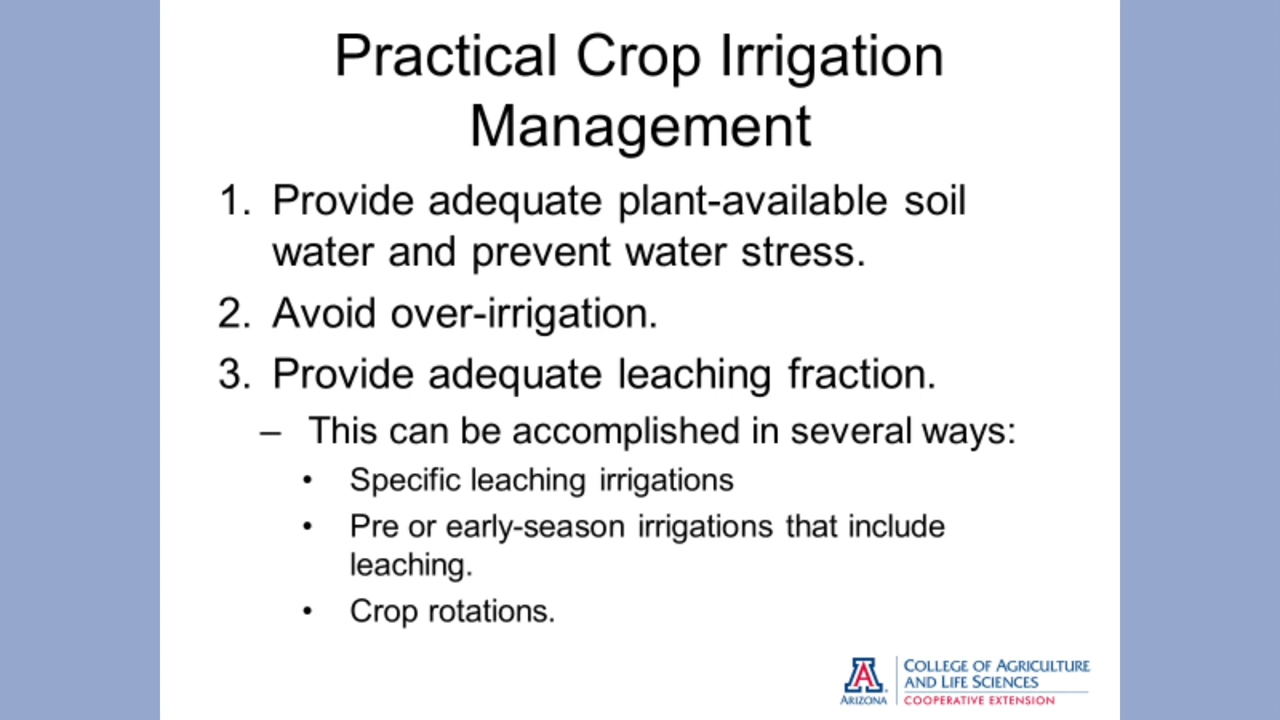 Practical Crop Irrigation
Management
1. Provide adequate plant-available soil
water and prevent water stress.
2. Avoid over-irrigation.
3. Provide adequate leaching fraction.
– This can be accomplished in several ways:
• Specific leaching irrigations
• Pre or early-season irrigations that include
leaching.
• Crop rotations.
A
ARIZONA
COLLEGE OF AGRICULTURE
AND LIFE SCIENCES
COOPERATIVE EXTENSION